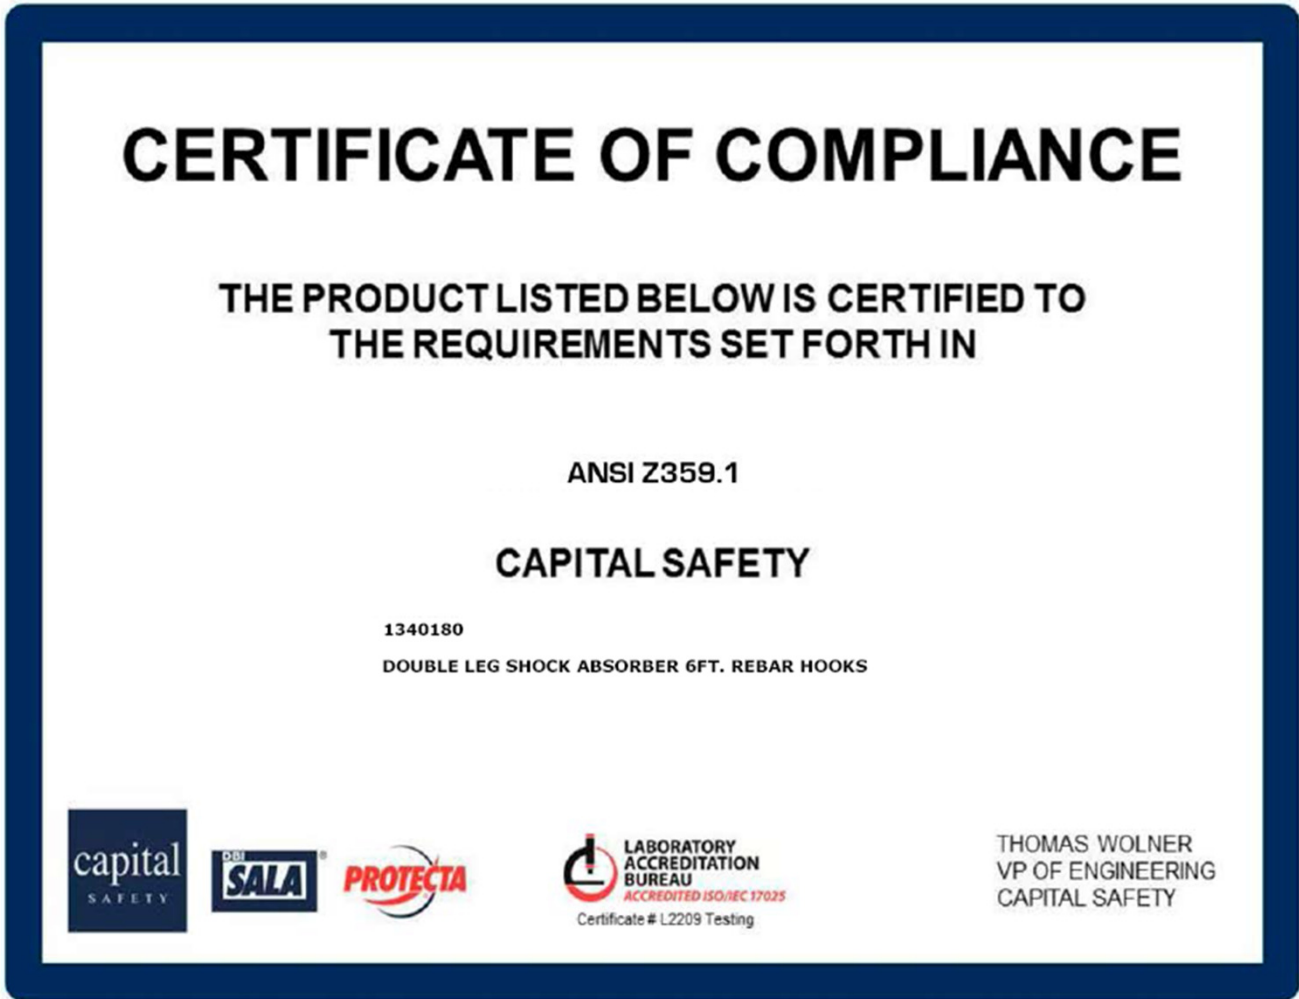 CERTIFICATE OF COMPLIANCE
THE PRODUCT LISTED BELOW IS CERTIFIED TO
THE REQUIREMENTS SET FORTH IN
ANSI Z359.1
CAPITAL SAFETY
1340180
DOUBLE LEG SHOCK ABSORBER 6FT. REBAR HOOKS
capital
SAFETY
DBI
SALA®
PROTECTA
LABORATORY
ACCREDITATION
BUREAU
ACCREDITED ISO/IEC 17025
Certificate # L2209 Testing
THOMAS WOLNER
VP OF ENGINEERING
CAPITAL SAFETY